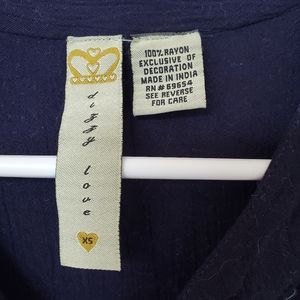 100% RAYON
EXCLUSIVE OF
DECORATION
MADE IN INDIA
RN # 69654
SEE REVERSE
FOR CARE
dizzy
love
XS